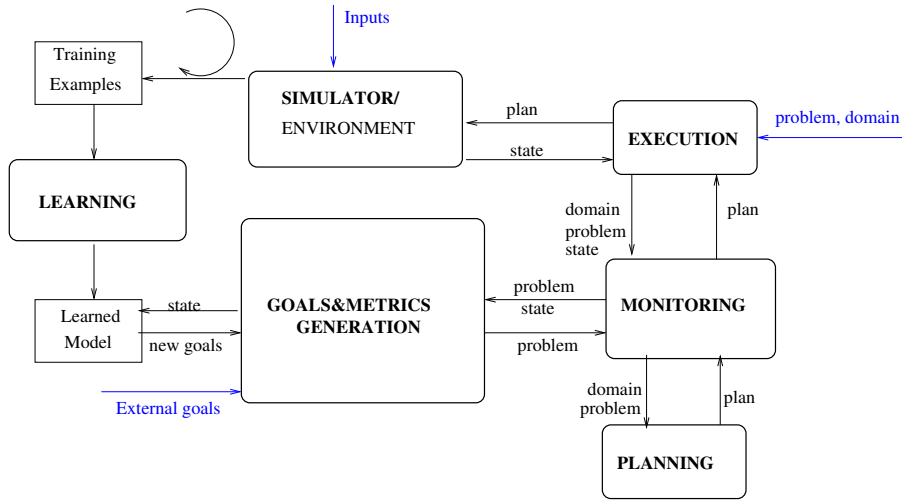 Inputs
Training
Examples
SIMULATOR/
ENVIRONMENT
plan
state
EXECUTION
problem, domain
LEARNING
domain
problem
state
plan
GOALS&METRICS
GENERATION
problem
state
problem
MONITORING
Learned
Model
state
new goals
External goals
domain
problem
plan
PLANNING